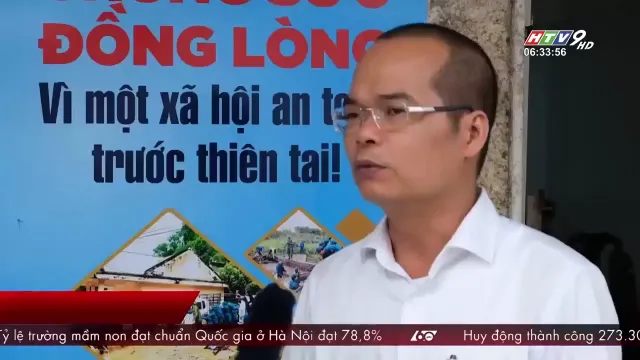 ĐỒNG LÒNG
Vì một xã hội an
trước thiên tai!
HTV9 HD
06:33:56
Tỷ lệ trường mầm non đạt chuẩn Quốc gia ở Hà Nội đạt 78,8%
Huy động thành công 273.30